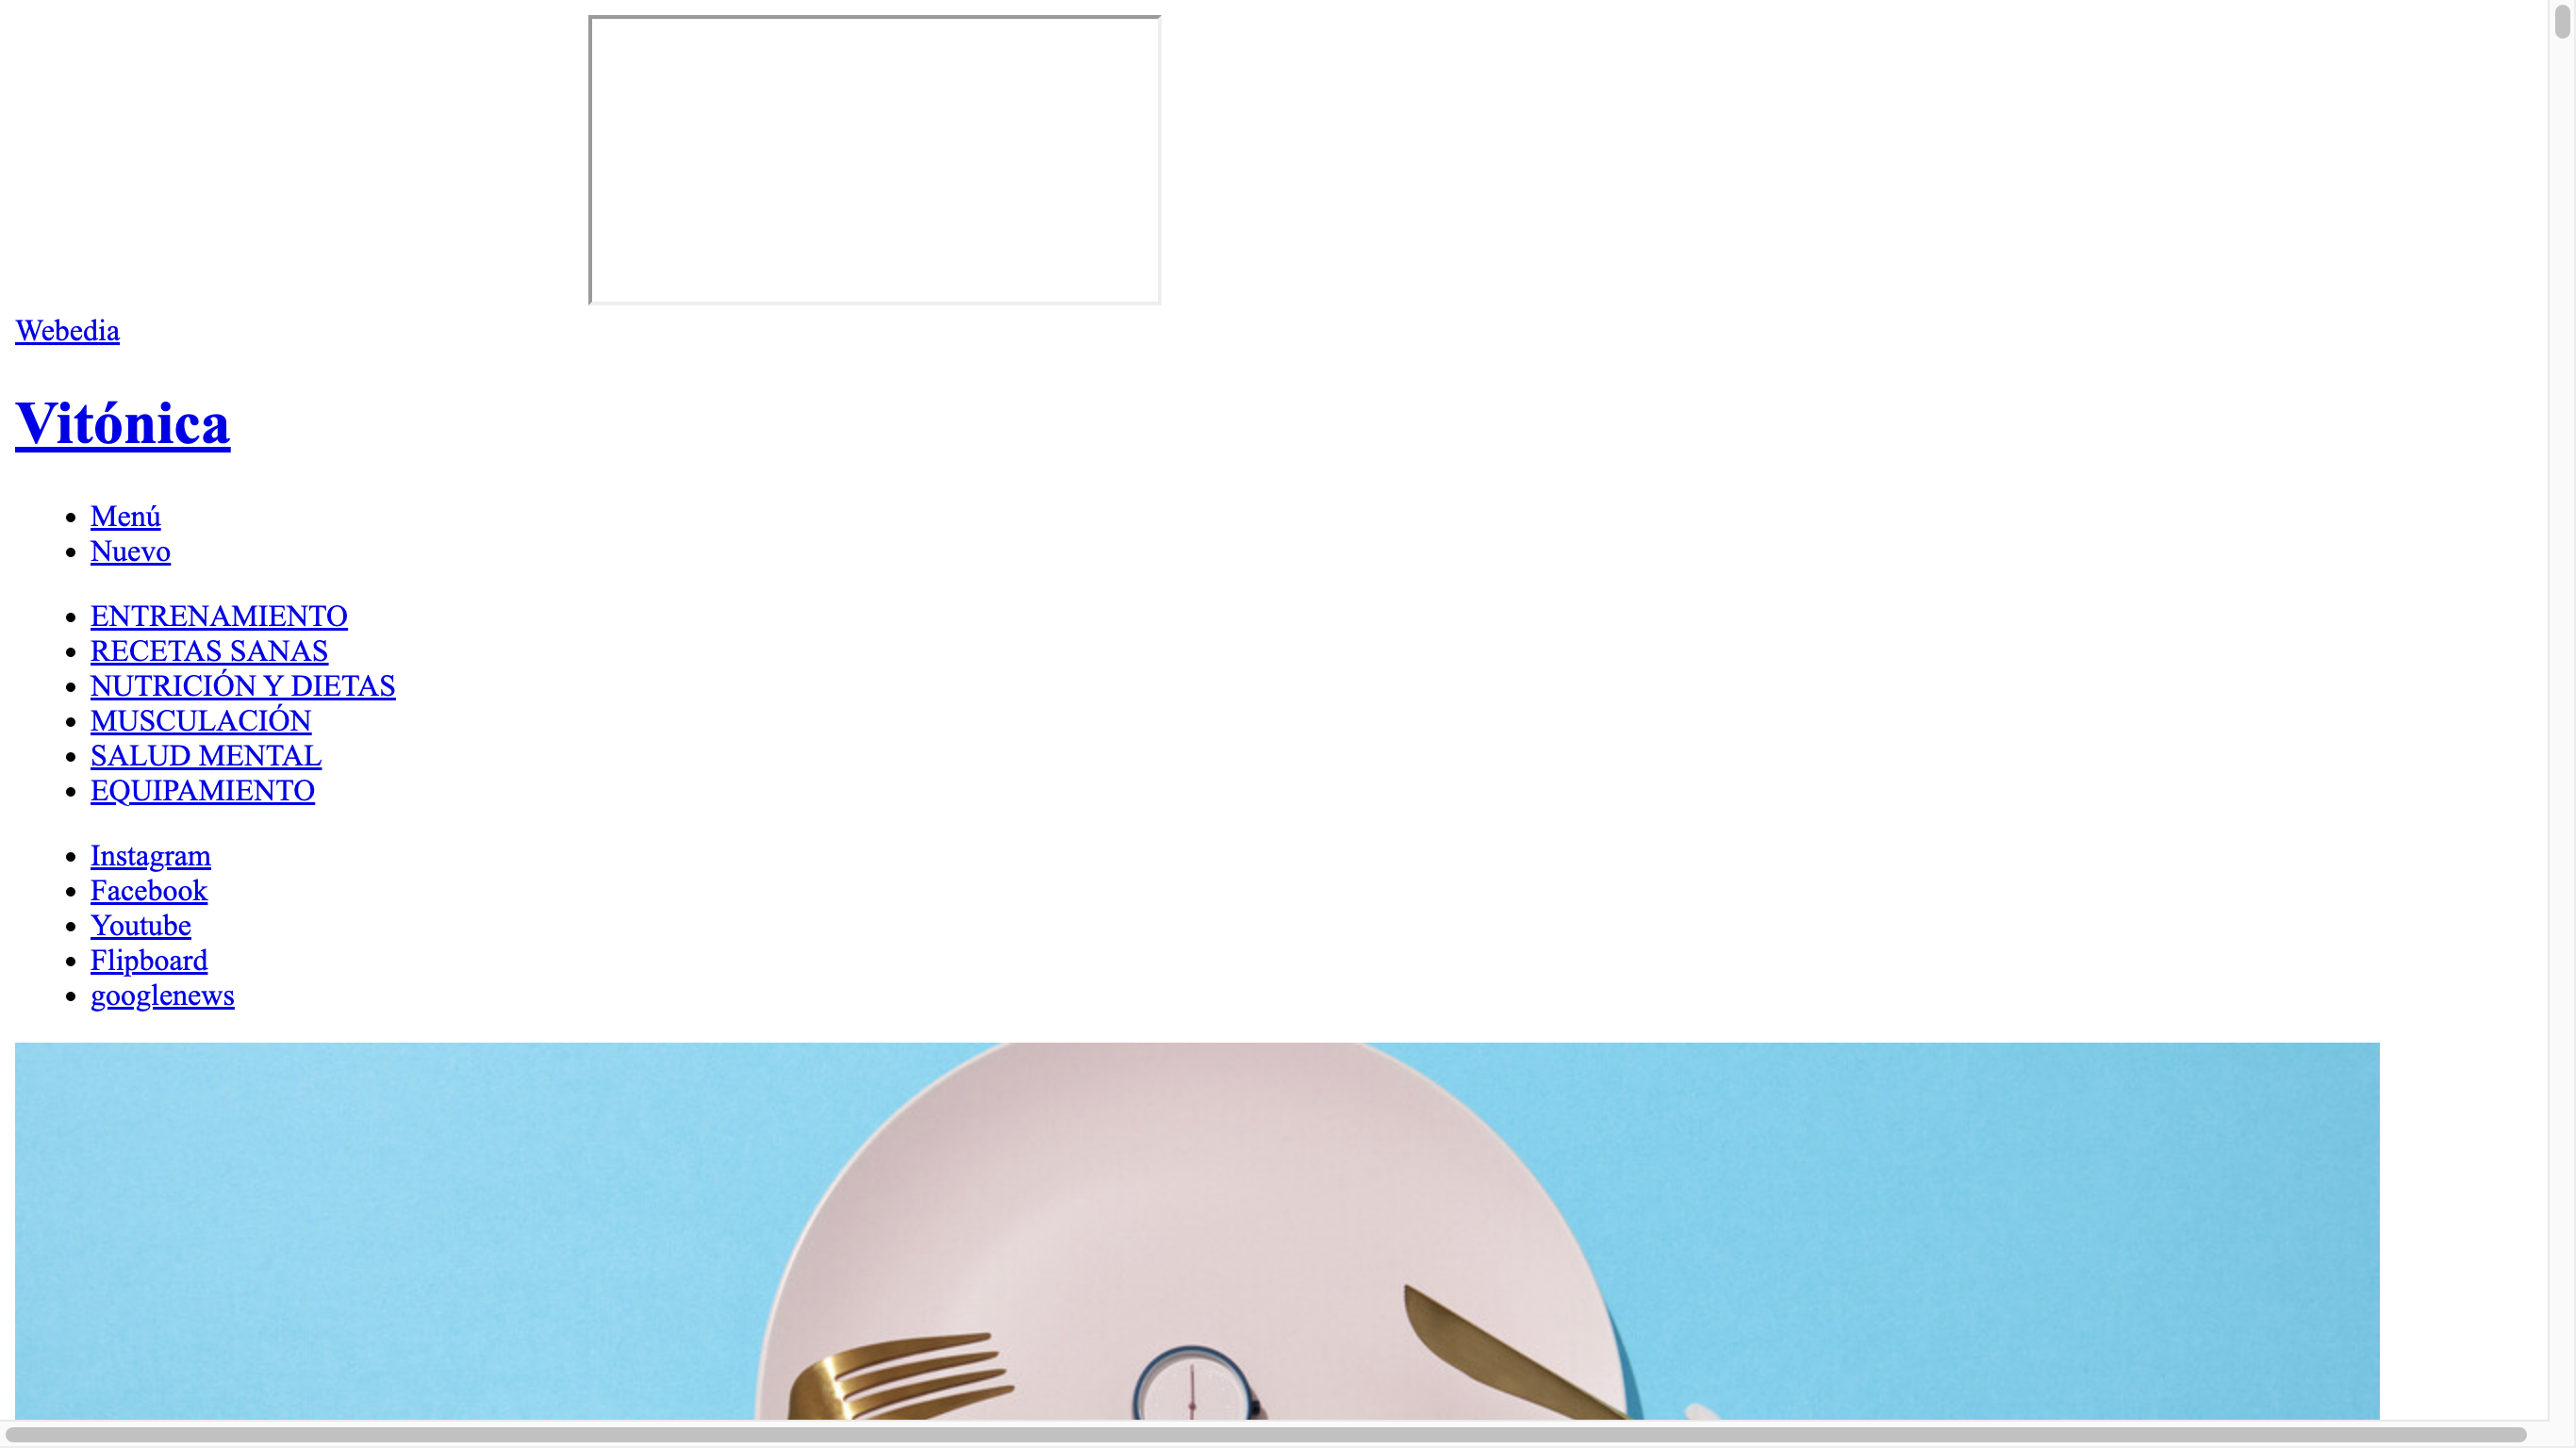 Webedia
Vitónica
Menú
Nuevo
ENTRENAMIENTO
RECETAS SANAS
NUTRICIÓN Y DIETAS
MUSCULACIÓN
SALUD MENTAL
EQUIPAMIENTO
Instagram
Facebook
Youtube
Flipboard
googlenews